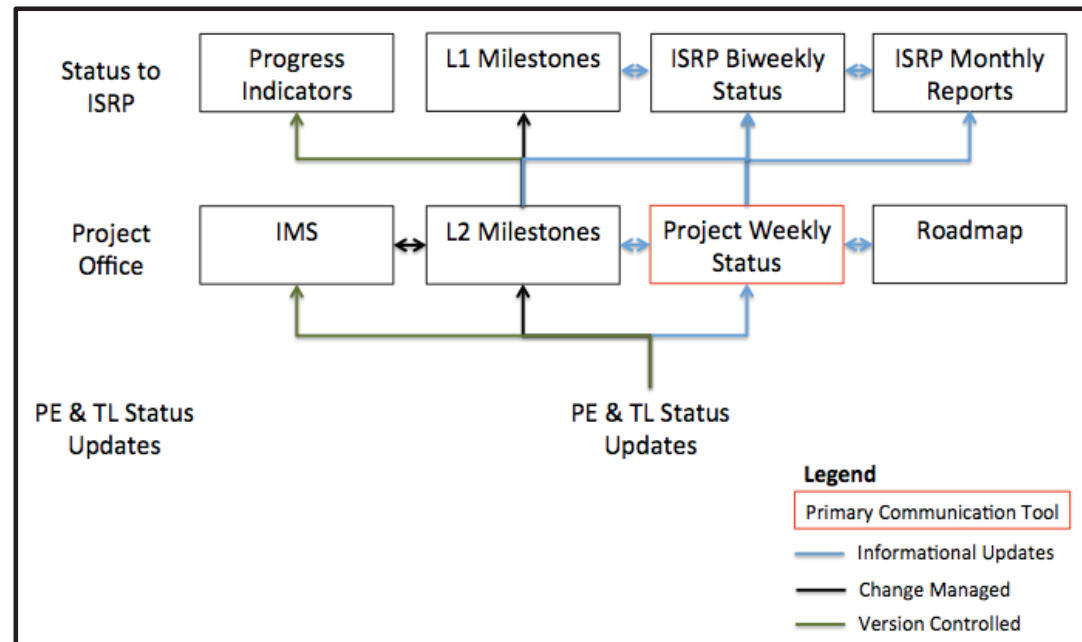 Status to
ISRP
Progress
Indicators
L1 Milestones
ISRP Biweekly
Status
ISRP Monthly
Reports
Project
Office
IMS
L2 Milestones
Project Weekly
Status
Roadmap
PE & TL Status
Updates
PE & TL Status
Updates
Legend
Primary Communication Tool
Informational Updates
Change Managed
Version Controlled